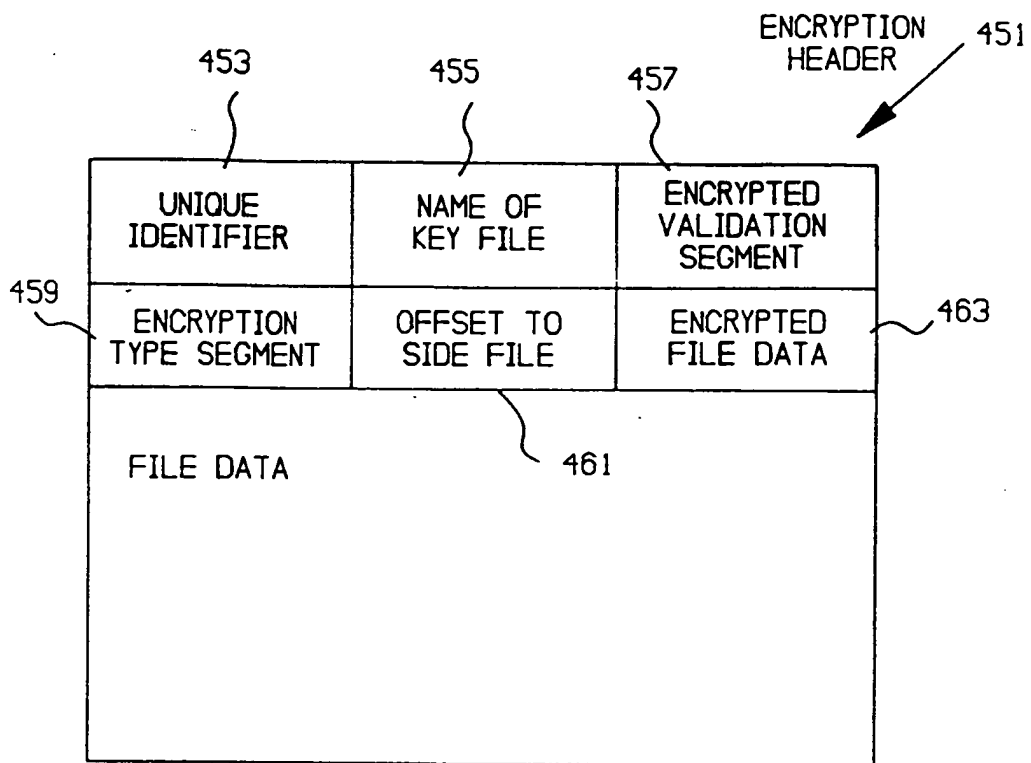 ENCRYPTION
HEADER
451
453
455
457
UNIQUE
IDENTIFIER
NAME OF
KEY FILE
ENCRYPTED
VALIDATION
SEGMENT
459
ENCRYPTION
TYPE SEGMENT
OFFSET TO
SIDE FILE
ENCRYPTED
FILE DATA
463
461
FILE DATA